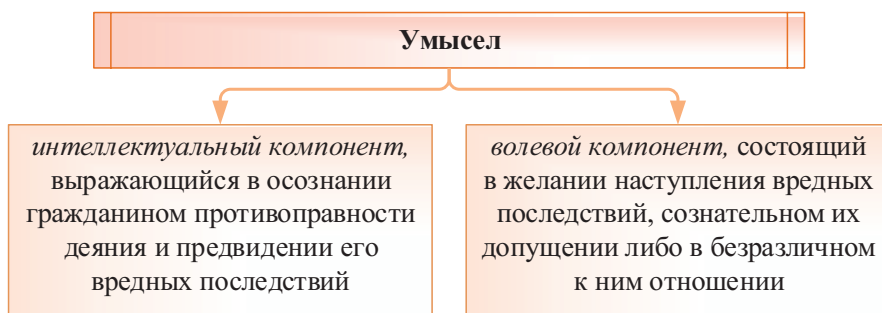 Умысел
интеллектуальный компонент,
выражающийся в осознании
гражданином противоправности
деяния и предвидении его
вредных последствий
волевой компонент, состоящий
в желании наступления вредных
последствий, сознательном их
допущении либо в безразличном
к ним отношении